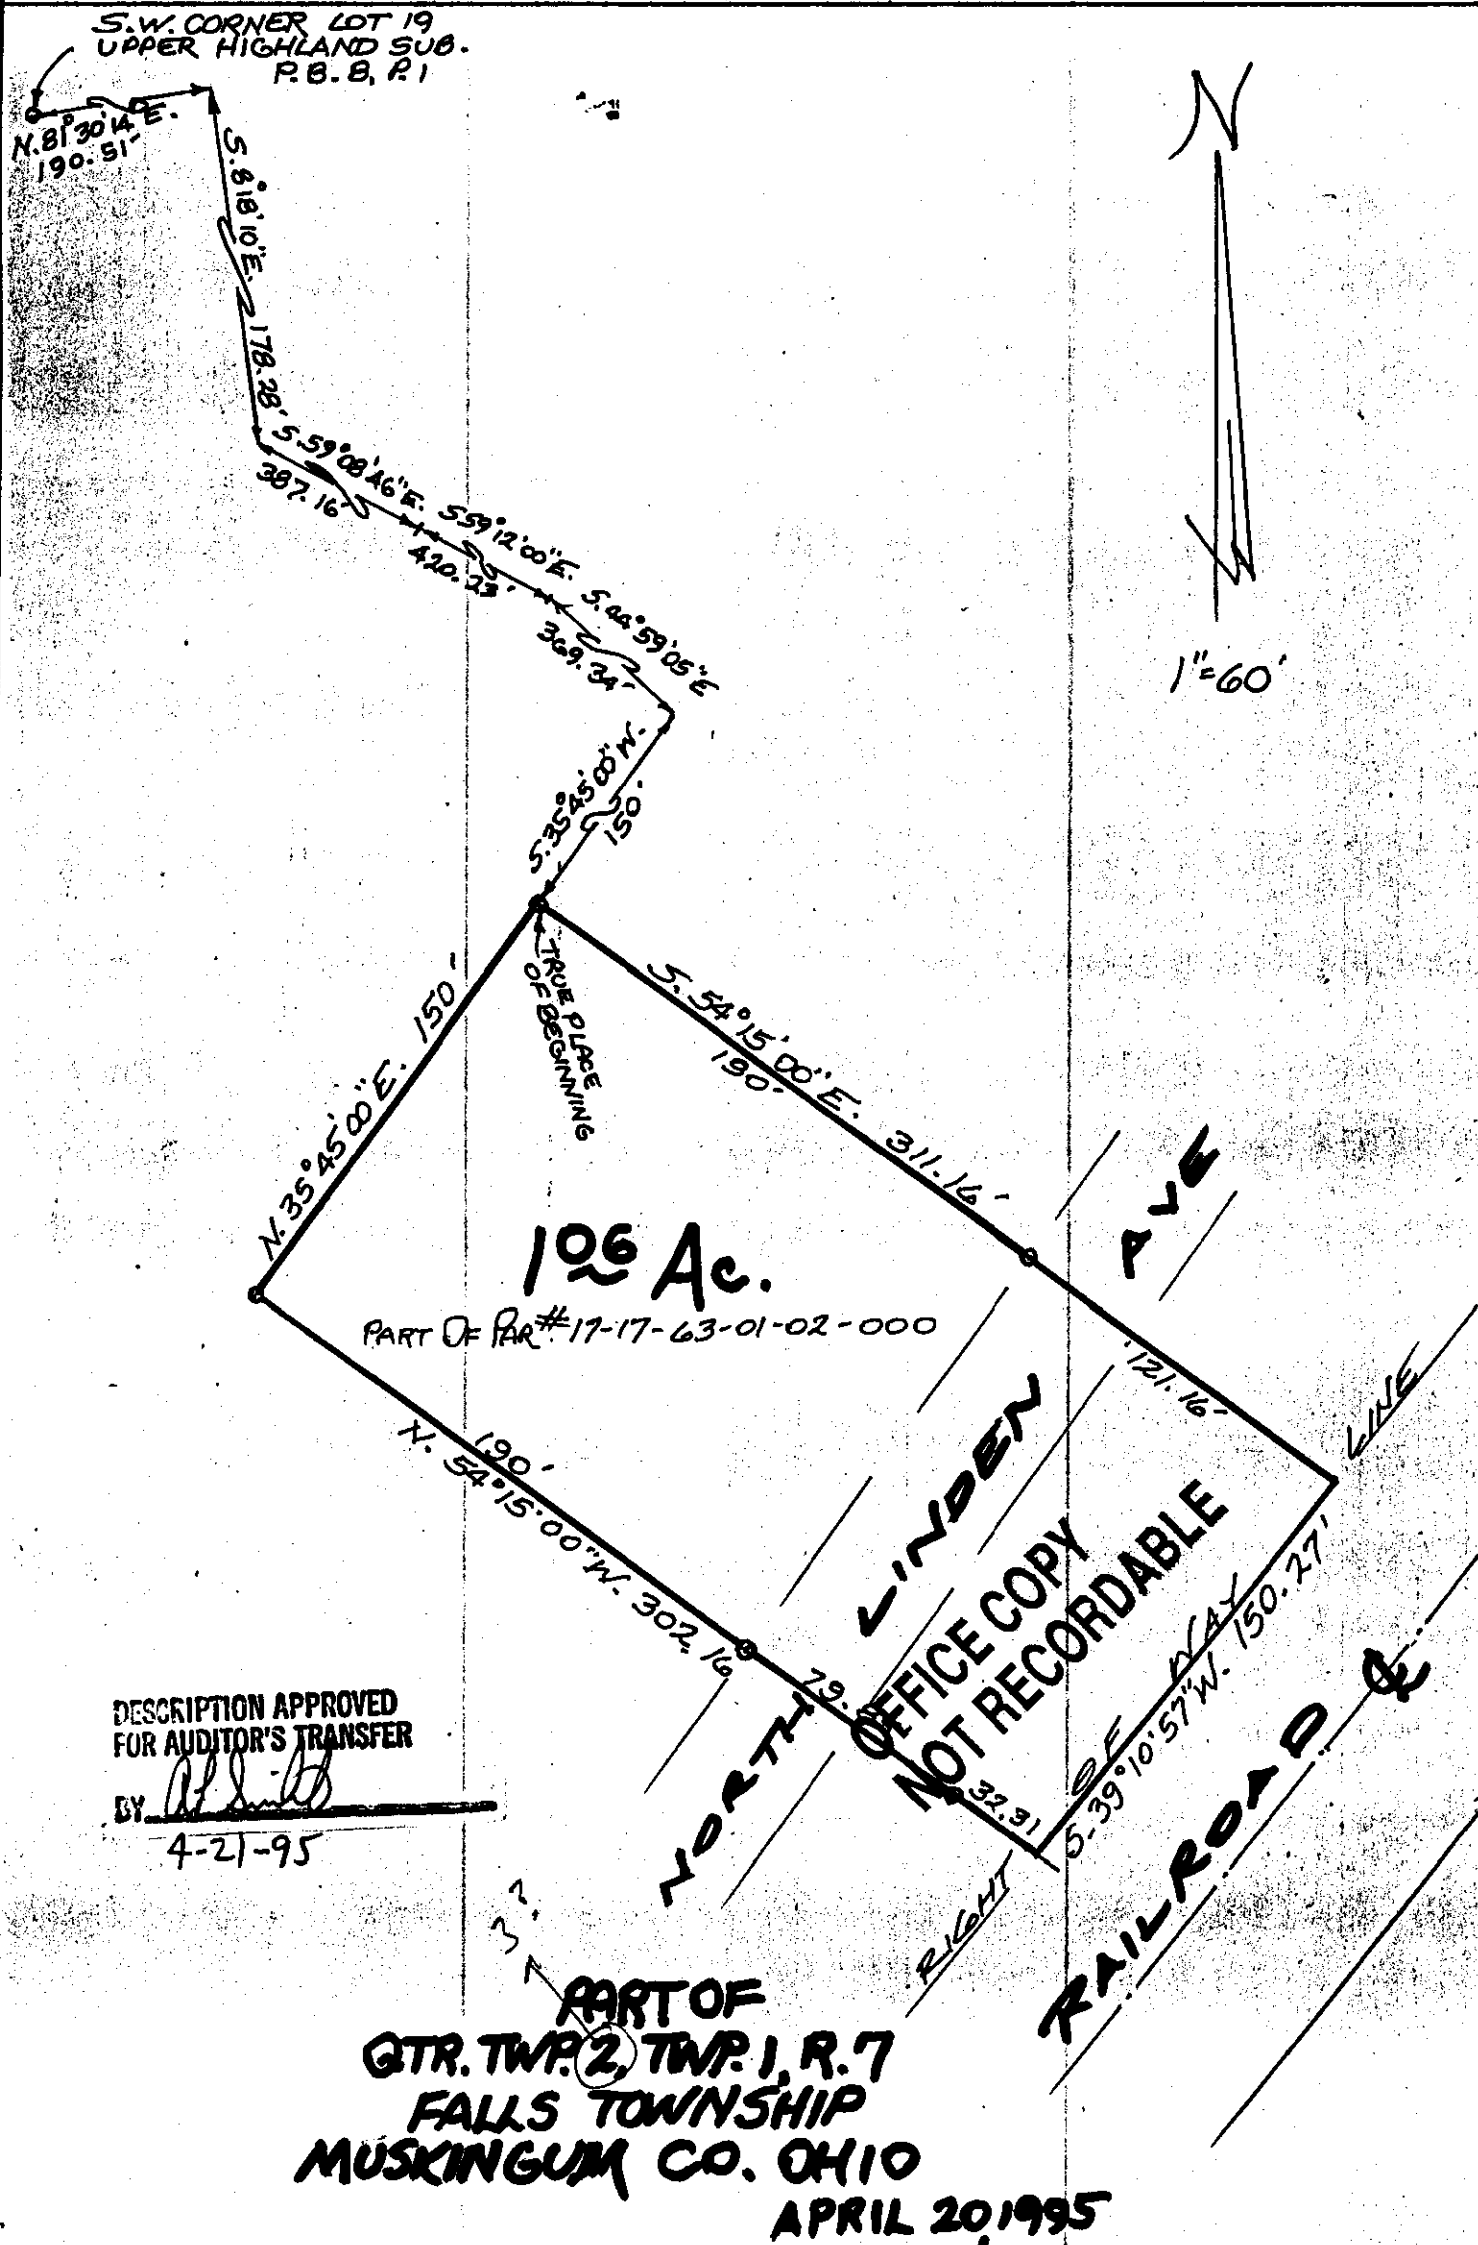 S.W. CORNER LOT 19
UPPER HIGHLAND SUB.
P.B. 8, P. 1
N. 81° 30' 14" E.
190.51'
S. 8° 18' 10" E. 178.28'
S. 59° 08' 46" E.
387.16'
S 59° 12' 00" E.
420.23'
S. 44° 59' 05" E
369.34'
S. 35° 45' 00" W.
150'
N
1"=60'
TRUE PLACE
OF BEGINNING
N. 35° 45' 00" E. 150'
S. 54° 15' 00" E. 311.16'
190'
121.16'
1.06 Ac.
PART OF PAR# 17-17-63-01-02-000
190'
N. 54° 15' 00" W. 302.16
79.
32.31
NORTH LINDEN AVE
OFFICE COPY
NOT RECORDABLE
RIGHT OF WAY LINE
S. 39° 10' 57" W. 150.27'
RAILROAD ℄
DESCRIPTION APPROVED
FOR AUDITOR'S TRANSFER
BY
4-21-95
3?
PART OF
QTR. TWP. 2, TWP. 1, R. 7
FALLS TOWNSHIP
MUSKINGUM CO. OHIO
APRIL 20, 1995